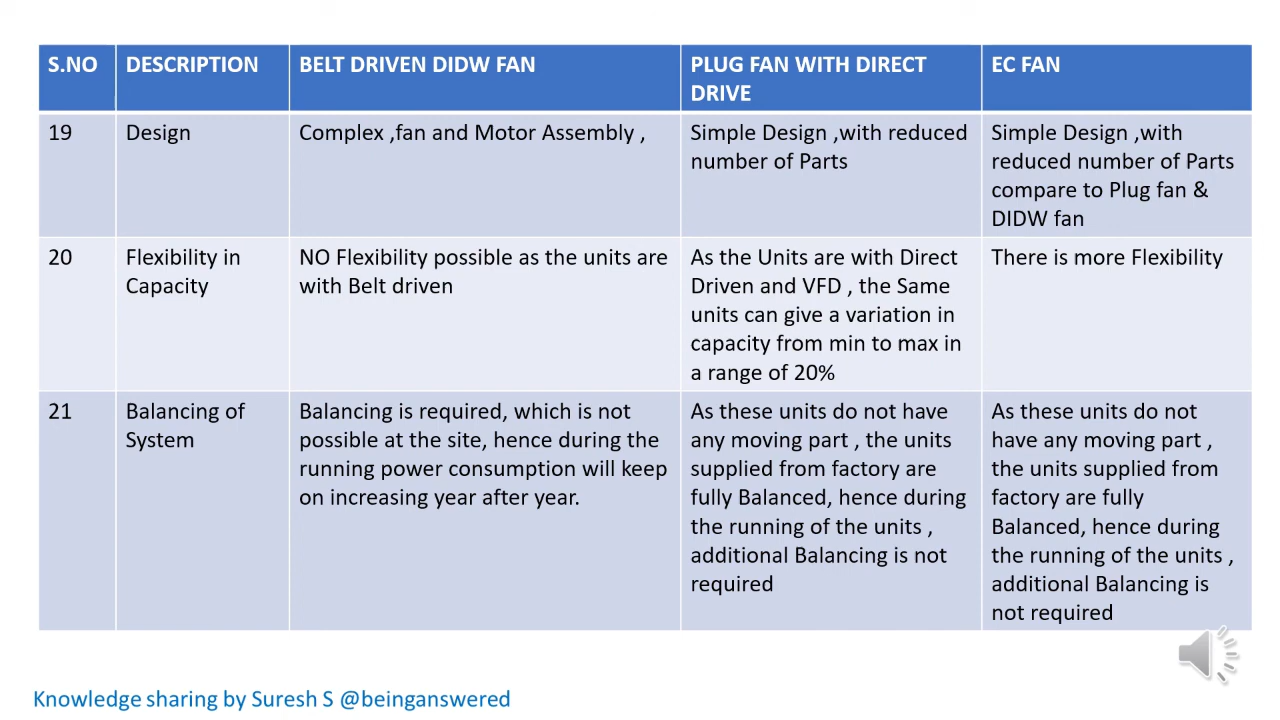 S.NO
DESCRIPTION
BELT DRIVEN DIDW FAN
PLUG FAN WITH DIRECT
DRIVE
EC FAN
19
Design
Complex ,fan and Motor Assembly ,
Simple Design ,with reduced
number of Parts
Simple Design ,with
reduced number of Parts
compare to Plug fan &
DIDW fan
20
Flexibility in
Capacity
NO Flexibility possible as the units are
with Belt driven
As the Units are with Direct
Driven and VFD , the Same
units can give a variation in
capacity from min to max in
a range of 20%
There is more Flexibility
21
Balancing of
System
Balancing is required, which is not
possible at the site, hence during the
running power consumption will keep
on increasing year after year.
As these units do not have
any moving part , the units
supplied from factory are
fully Balanced, hence during
the running of the units ,
additional Balancing is not
required
As these units do not
have any moving part ,
the units supplied from
factory are fully
Balanced, hence during
the running of the units ,
additional Balancing is
not required
Knowledge sharing by Suresh S @beinganswered